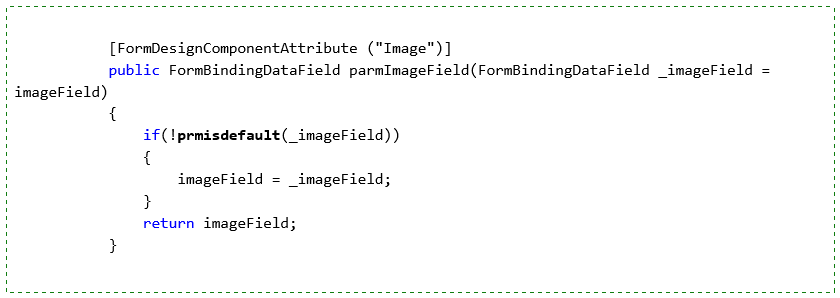 [FormDesignComponentAttribute ("Image")]
public FormBindingDataField parmImageField(FormBindingDataField _imageField =
imageField)
{
if(!prmisdefault(_imageField))
{
imageField = _imageField;
}
return imageField;
}